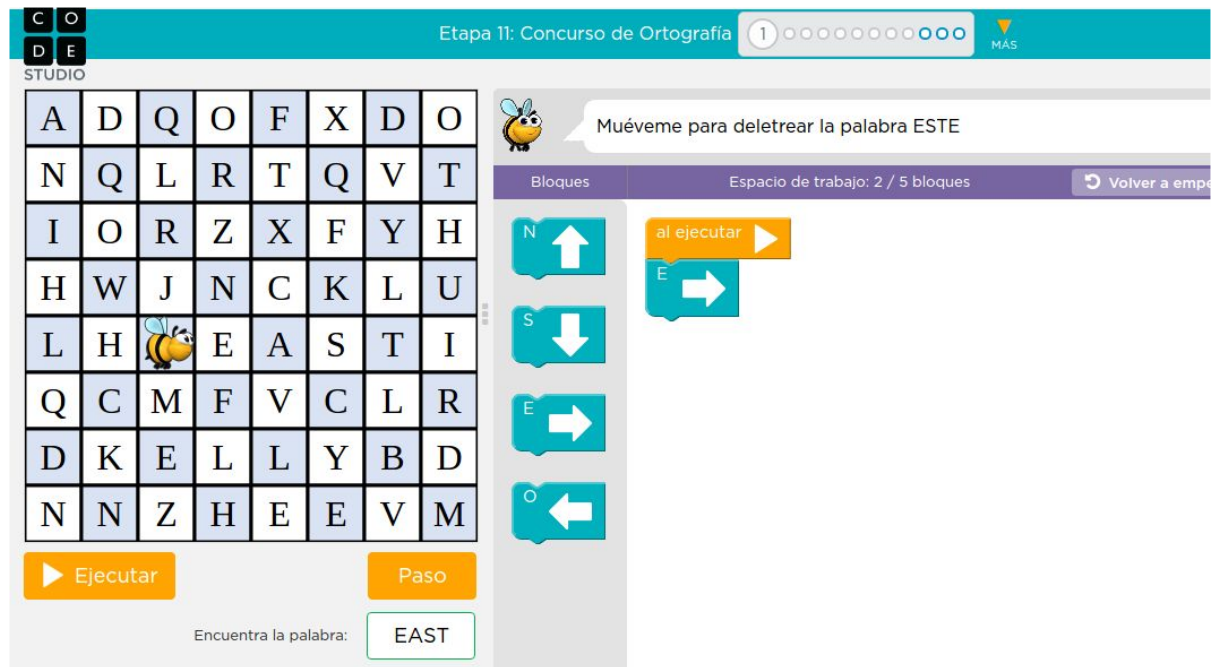 C O
D E
STUDIO
Etapa 11: Concurso de Ortografía
1
MÁS
A D Q O F X D O
N Q L R T Q V T
I O R Z X F Y H
H W J N C K L U
L H E A S T I
Q C M F V C L R
D K E L L Y B D
N N Z H E E V M
Muéveme para deletrear la palabra ESTE
Bloques
Espacio de trabajo: 2 / 5 bloques
Volver a empe
N
S
E
O
al ejecutar
E
Ejecutar
Paso
Encuentra la palabra:
EAST